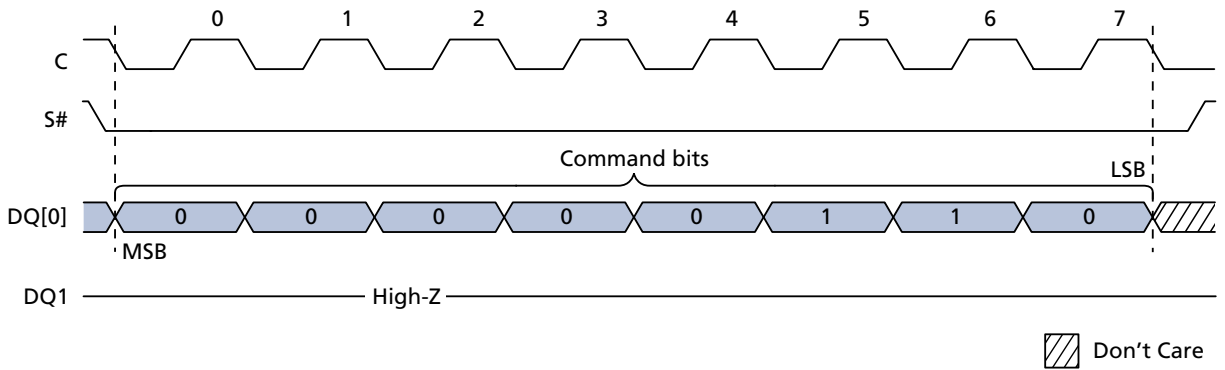 0 1 2 3 4 5 6 7
C
S#
Command bits
LSB
DQ[0] 0 0 0 0 0 1 1 0
MSB
DQ1 High-Z
Don't Care